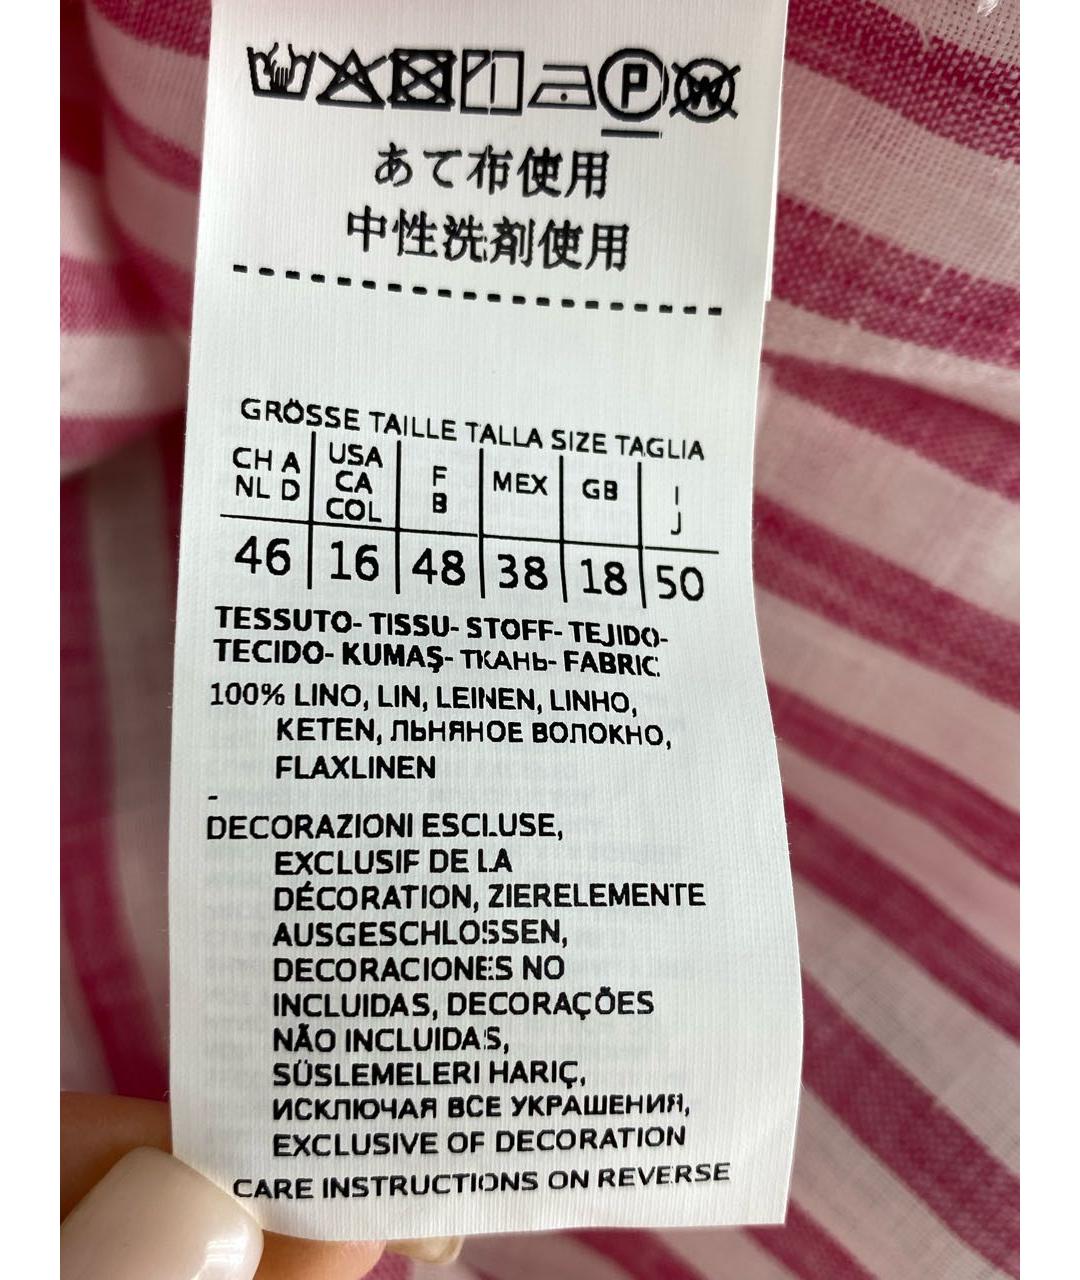 P W
あて布使用
中性洗剤使用
GRÖSSE TAILLE TALLA SIZE TAGLIA
CH A NL D USA CA COL F B MEX GB I J
46 16 48 38 18 50
TESSUTO- TISSU- STOFF- TEJIDO-
TECIDO- KUMAŞ- ТКАНЬ- FABRIC
100% LINO, LIN, LEINEN, LINHO,
KETEN, ЛЬНЯНОЕ ВОЛОКНО,
FLAXLINEN
-
DECORAZIONI ESCLUSE,
EXCLUSIF DE LA
DÉCORATION, ZIERELEMENTE
AUSGESCHLOSSEN,
DECORACIONES NO
INCLUIDAS, DECORAÇÕES
NÃO INCLUIDAS,
SÜSLEMELERI HARIÇ,
ИСКЛЮЧАЯ ВСЕ УКРАШЕНИЯ,
EXCLUSIVE OF DECORATION
CARE INSTRUCTIONS ON REVERSE